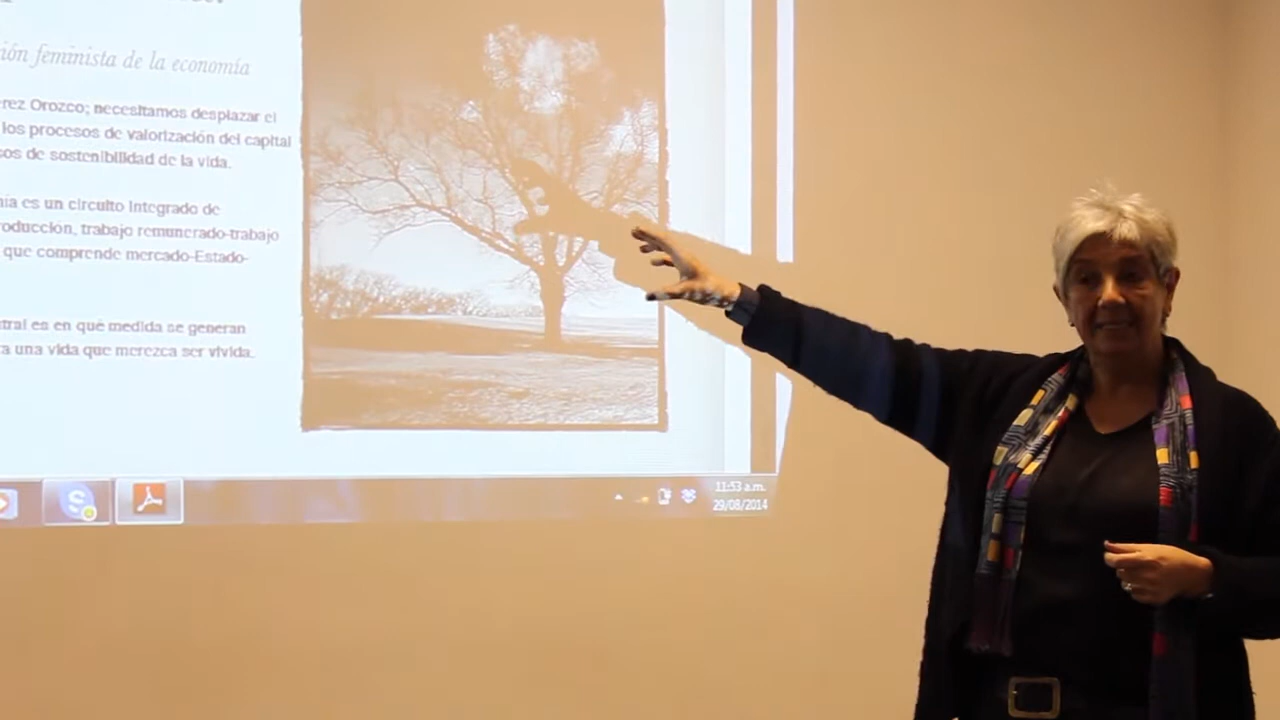 ión feminista de la economía
rez Orozco; necesitamos desplazar el
los procesos de valorización del capital
sos de sostenibilidad de la vida.
mía es un circuito integrado de
roducción, trabajo remunerado-trabajo
que comprende mercado-Estado-
tral es en qué medida se generan
a una vida que merezca ser vivida.
11:53 a.m.
29/08/2014